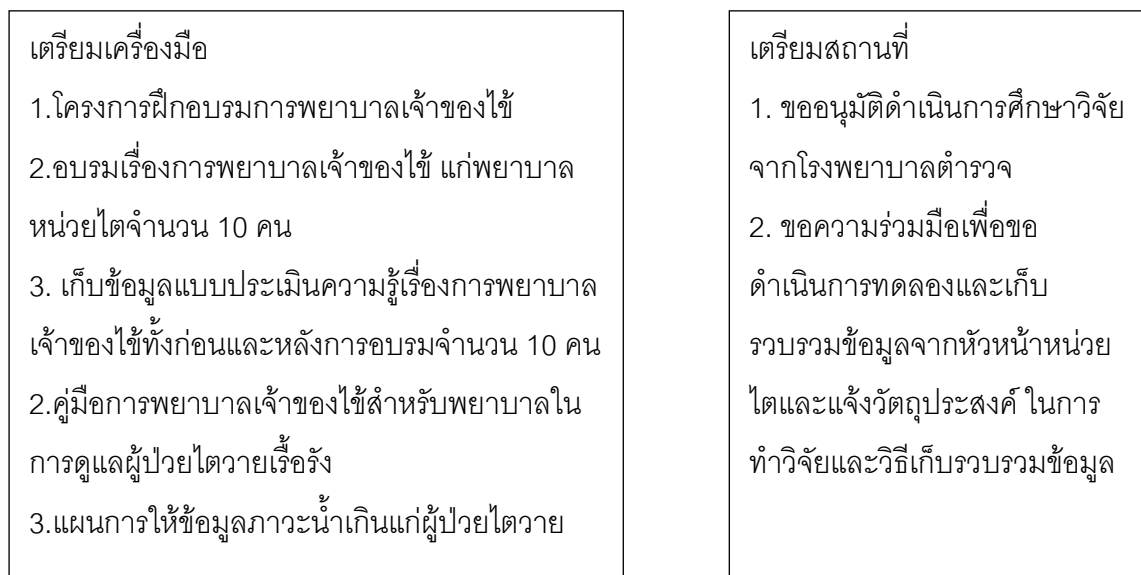 เตรียมเครื่องมือ
1.โครงการฝึกอบรมการพยาบาลเจ้าของไข้
2.อบรมเรื่องการพยาบาลเจ้าของไข้ แก่พยาบาล
หน่วยไตจำนวน 10 คน
3. เก็บข้อมูลแบบประเมินความรู้เรื่องการพยาบาล
เจ้าของไข้ทั้งก่อนและหลังการอบรมจำนวน 10 คน
2.คู่มือการพยาบาลเจ้าของไข้สำหรับพยาบาลใน
การดูแลผู้ป่วยไตวายเรื้อรัง
3.แผนการให้ข้อมูลภาวะน้ำเกินแก่ผู้ป่วยไตวาย
เตรียมสถานที่
1. ขออนุมัติดำเนินการศึกษาวิจัย
จากโรงพยาบาลตำรวจ
2. ขอความร่วมมือเพื่อขอ
ดำเนินการทดลองและเก็บ
รวบรวมข้อมูลจากหัวหน้าหน่วย
ไตและแจ้งวัตถุประสงค์ ในการ
ทำวิจัยและวิธีเก็บรวบรวมข้อมูล